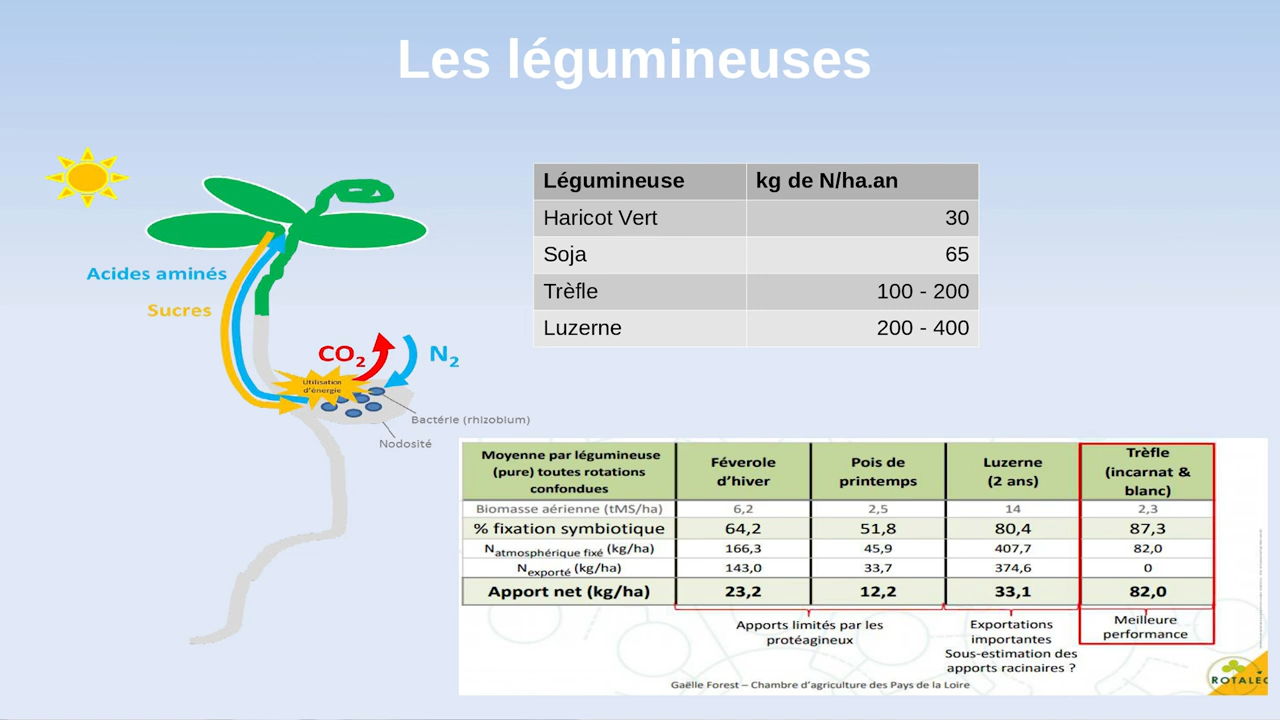 Les légumineuses
Légumineuse kg de N/ha.an
Haricot Vert 30
Soja 65
Trèfle 100 - 200
Luzerne 200 - 400
Acides aminés
Sucres
CO2
N2
Utilisation
d'énergie
Bactérie (rhizobium)
Nodosité
Moyenne par légumineuse
(pure) toutes rotations
confondues
Féverole
d'hiver
Pois de
printemps
Luzerne
(2 ans)
Trèfle
(incarnat &
blanc)
Biomasse aérienne (tMS/ha) 6,2 2,5 14 2,3
% fixation symbiotique 64,2 51,8 80,4 87,3
Natmosphérique fixé (kg/ha) 166,3 45,9 407,7 82,0
Nexporté (kg/ha) 143,0 33,7 374,6 0
Apport net (kg/ha) 23,2 12,2 33,1 82,0
Apports limités par les
protéagineux
Exportations
importantes
Sous-estimation des
apports racinaires ?
Meilleure
performance
Gaëlle Forest – Chambre d'agriculture des Pays de la Loire
ROTALEG